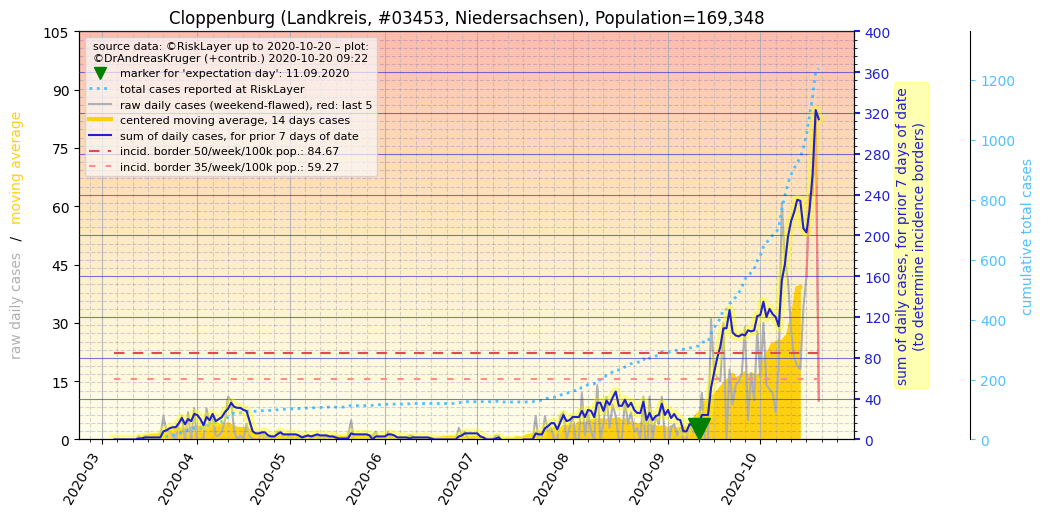 Cloppenburg (Landkreis, #03453, Niedersachsen), Population=169,348
source data: ©RiskLayer up to 2020-10-20 – plot:
©DrAndreasKruger (+contrib.) 2020-10-20 09:22
marker for 'expectation day': 11.09.2020
total cases reported at RiskLayer
raw daily cases (weekend-flawed), red: last 5
centered moving average, 14 days cases
sum of daily cases, for prior 7 days of date
incid. border 50/week/100k pop.: 84.67
incid. border 35/week/100k pop.: 59.27
raw daily cases / moving average
105
90
75
60
45
30
15
0
2020-03
2020-04
2020-05
2020-06
2020-07
2020-08
2020-09
2020-10
400
360
320
280
240
200
160
120
80
40
0
sum of daily cases, for prior 7 days of date
(to determine incidence borders)
1200
1000
800
600
400
200
0
cumulative total cases